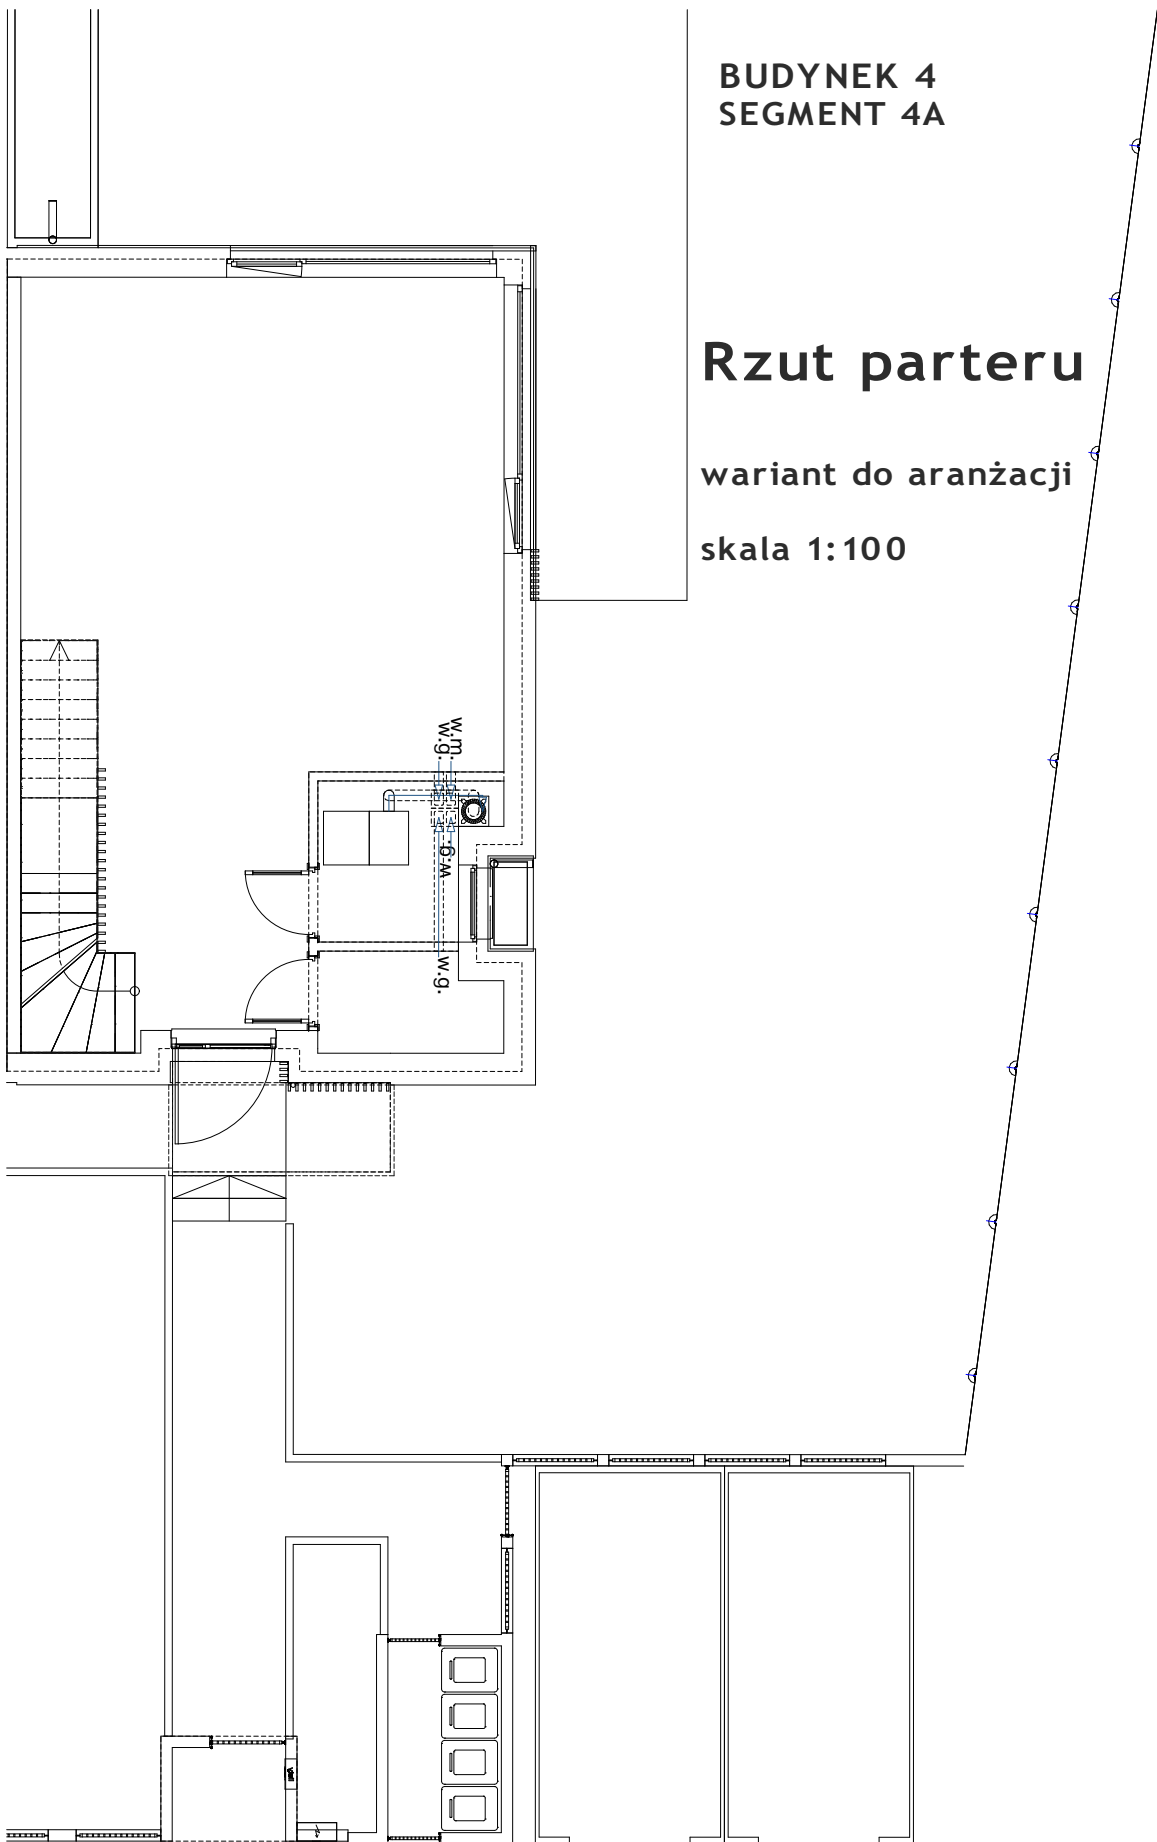 BUDYNEK 4
SEGMENT 4A
Rzut parteru
wariant do aranżacji
skala 1:100
w.m.
w.g.
w.g.
w.g.